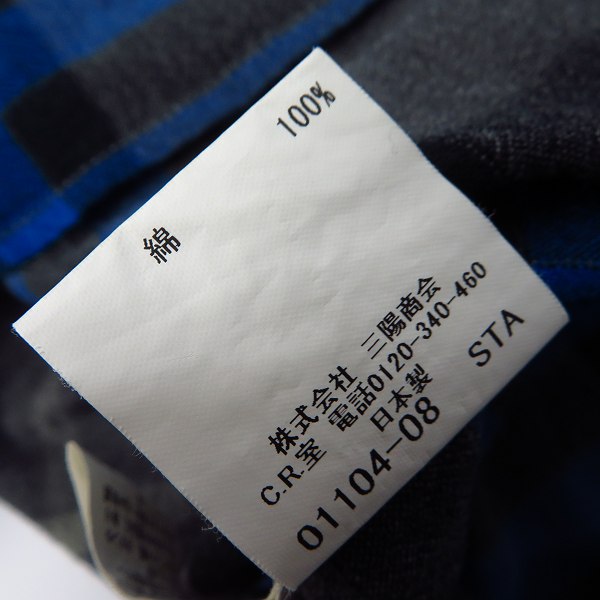 綿 100%
株式会社 三陽商会
C.R.室 電話0120-340-460
日本製 STA
01104-08